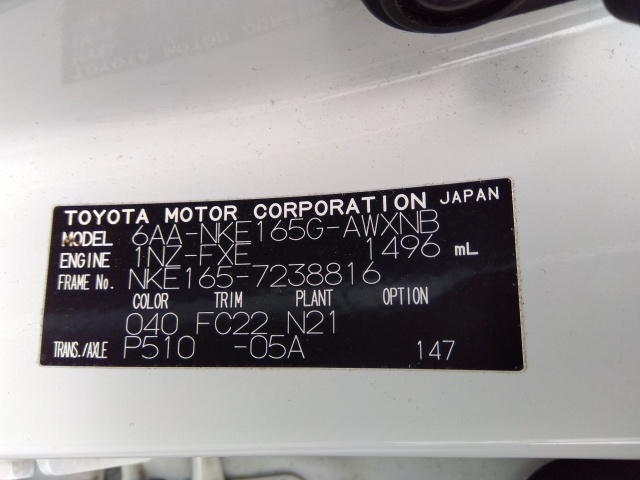 TOYOTA MOTOR CORPORATION JAPAN
MODEL 6AA-NKE165G-AWXNB
ENGINE 1NZ-FXE 1496 mL
FRAME No. NKE165-7238816
COLOR TRIM PLANT OPTION
040 FC22 N21
TRANS./AXLE P510 -05A 147